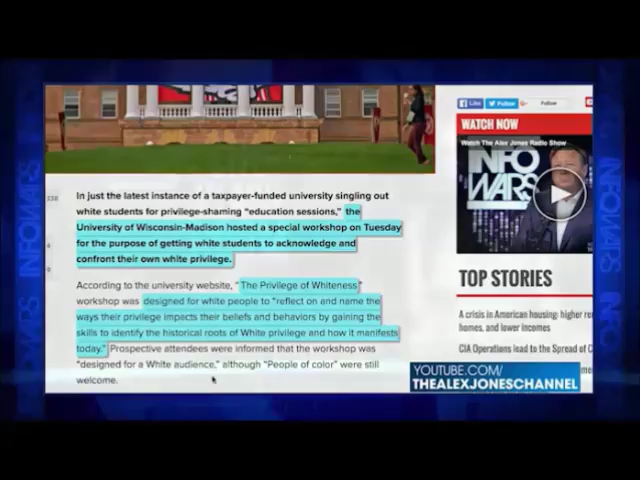 Like
Follow
Follow
WATCH NOW
Watch The Alex Jones Radio Show
INFO
WARS
In just the latest instance of a taxpayer-funded university singling out
white students for privilege-shaming “education sessions,” the
University of Wisconsin-Madison hosted a special workshop on Tuesday
for the purpose of getting white students to acknowledge and
confront their own white privilege.
According to the university website, “The Privilege of Whiteness”
workshop was designed for white people to “reflect on and name the
ways their privilege impacts their beliefs and behaviors by gaining the
skills to identify the historical roots of White privilege and how it manifests
today.” Prospective attendees were informed that the workshop was
“designed for a White audience,” although “People of color” were still
welcome.
TOP STORIES
A crisis in American housing: higher re
homes, and lower incomes
CIA Operations lead to the Spread of C
YOUTUBE.COM/
THEALEXJONESCHANNEL
INFOWARS
INFOWARS